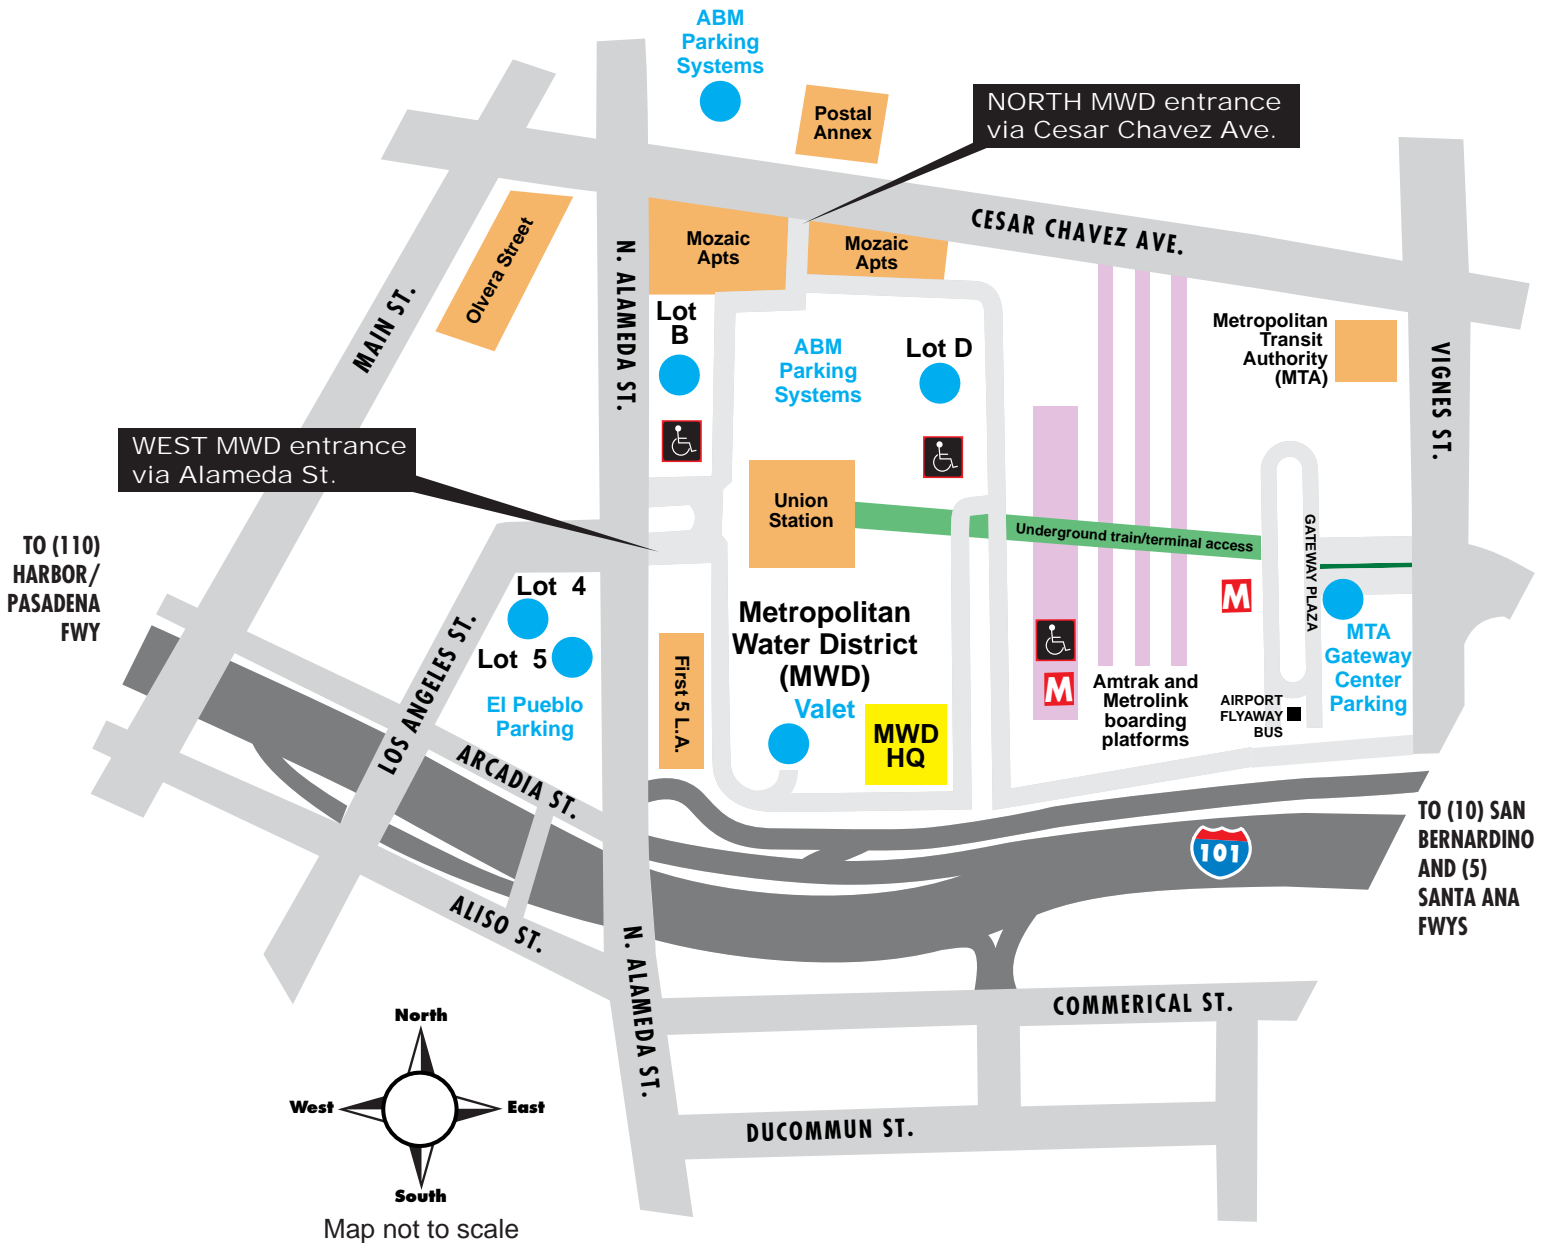 ABM
Parking
Systems
NORTH MWD entrance
via Cesar Chavez Ave.
Postal
Annex
CESAR CHAVEZ AVE.
Olvera Street
MAIN ST.
N. ALAMEDA ST.
Mozaic
Apts
Mozaic
Apts
Lot
B
ABM
Parking
Systems
Lot D
Metropolitan
Transit
Authority
(MTA)
VIGNES ST.
WEST MWD entrance
via Alameda St.
Union
Station
Underground train/terminal access
GATEWAY PLAZA
TO (110)
HARBOR/
PASADENA
FWY
Lot 4
Lot 5
El Pueblo
Parking
LOS ANGELES ST.
First 5 L.A.
Metropolitan
Water District
(MWD)
Valet
MWD
HQ
M
M
Amtrak and
Metrolink
boarding
platforms
AIRPORT
FLYAWAY
BUS
MTA
Gateway
Center
Parking
ARCADIA ST.
ALISO ST.
101
TO (10) SAN
BERNARDINO
AND (5)
SANTA ANA
FWYS
N. ALAMEDA ST.
COMMERICAL ST.
DUCOMMUN ST.
North
West
East
South
Map not to scale